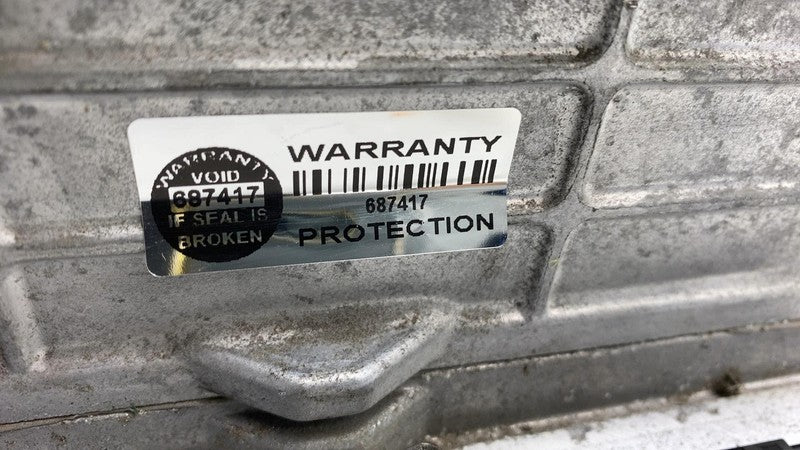 WARRANTY
VOID
687417
IF SEAL IS
BROKEN
WARRANTY
687417
PROTECTION